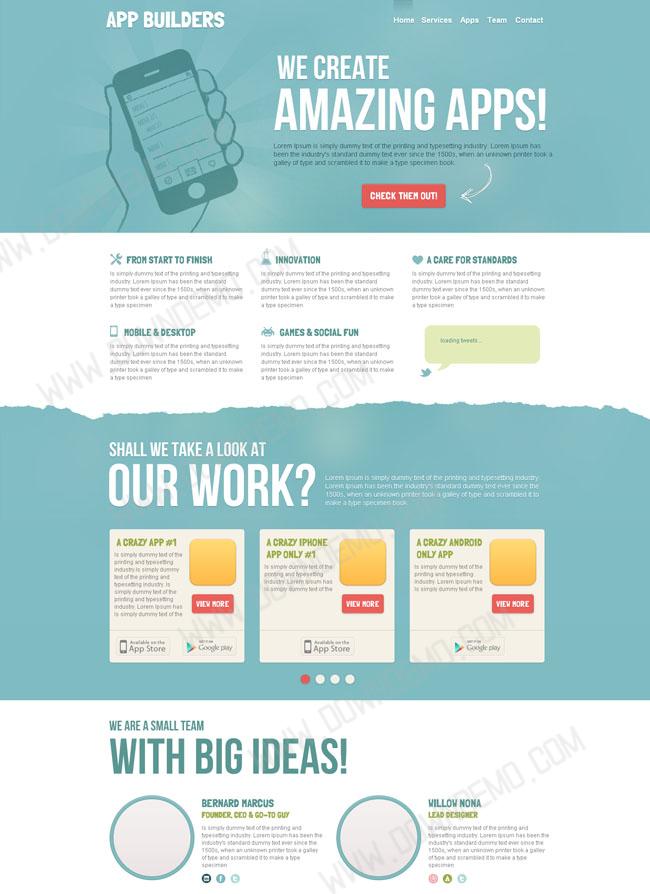 APP BUILDERS
Home Services Apps Team Contact
WE CREATE
AMAZING APPS!
Lorem Ipsum is simply dummy text of the printing and typesetting industry. Lorem Ipsum has
been the industry's standard dummy text ever since the 1500s, when an unknown printer took a
galley of type and scrambled it to make a type specimen book.
CHECK THEM OUT!
FROM START TO FINISH
Is simply dummy text of the printing and typesetting
industry. Lorem Ipsum has been the industry's standard
dummy text ever since the 1500s, when an unknown
printer took a galley of type and scrambled it to make
a type specimen
INNOVATION
Is simply dummy text of the printing and typesetting
industry. Lorem Ipsum has been the industry's standard
dummy text ever since the 1500s, when an unknown
printer took a galley of type and scrambled it to make
a type specimen
A CARE FOR STANDARDS
Is simply dummy text of the printing and typesetting
industry. Lorem Ipsum has been the industry's standard
dummy text ever since the 1500s, when an unknown
printer took a galley of type and scrambled it to make
a type specimen
MOBILE & DESKTOP
Is simply dummy text of the printing and typesetting
industry. Lorem Ipsum has been the industry's standard
dummy text ever since the 1500s, when an unknown
printer took a galley of type and scrambled it to make
a type specimen
GAMES & SOCIAL FUN
Is simply dummy text of the printing and typesetting
industry. Lorem Ipsum has been the industry's standard
dummy text ever since the 1500s, when an unknown
printer took a galley of type and scrambled it to make
a type specimen
loading tweets...
SHALL WE TAKE A LOOK AT
OUR WORK?
Is simply dummy text of the printing and typesetting industry.
Lorem Ipsum has been the industry's standard dummy text ever since the
1500s, when an unknown printer took a galley of type and scrambled it to
make a type specimen
A CRAZY APP #1
Is simply dummy text of the
printing and typesetting
industry. Lorem Ipsum is
simply dummy text of the
text of the printing and
typesetting industry. Is
simply dummy text of the
printing and typesetting
industry. Lorem Ipsum is
simply dummy text of the
VIEW MORE
Available on the
App Store
GET IT ON
Google play
A CRAZY IPHONE
APP ONLY #1
Is simply dummy text of the
printing and typesetting
industry. Lorem Ipsum has
is simply dummy text of the
VIEW MORE
Available on the
App Store
A CRAZY ANDROID
ONLY APP
Is simply dummy text of the
printing and typesetting
industry. Lorem Ipsum has
is simply dummy text of the
VIEW MORE
GET IT ON
Google play
WE ARE A SMALL TEAM
WITH BIG IDEAS!
BERNARD MARCUS
FOUNDER, CEO & GO-TO GUY
Is simply dummy text of the printing and
typesetting industry. Lorem Ipsum has been the
industry's standard dummy text ever since the
1500s, when an unknown printer took a galley
of type and scrambled it to make a type
specimen
WILLOW NONA
LEAD DESIGNER
Is simply dummy text of the printing and
typesetting industry. Lorem Ipsum has been the
industry's standard dummy text ever since the
1500s, when an unknown printer took a galley
of type and scrambled it to make a type
specimen
WWW.DOWNDEMO.COM
WWW.DOWNDEMO.COM
WWW.DOWNDEMO.COM
WWW.DOWNDEMO.COM
WWW.DOWNDEMO.COM